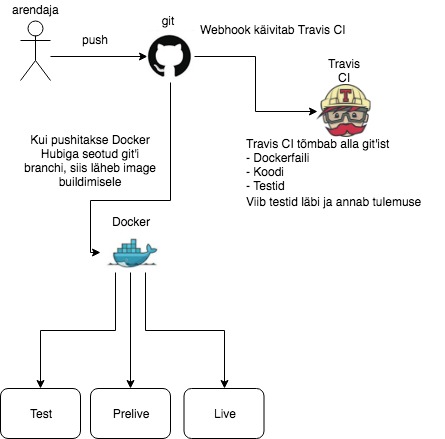 arendaja
git
push
Webhook käivitab Travis CI
Travis
CI
T
Kui pushitakse Docker
Hubiga seotud git'i
branchi, siis läheb image
buildimisele
Travis CI tõmbab alla git'ist
- Dockerfaili
- Koodi
- Testid
Viib testid läbi ja annab tulemuse
Docker
Test
Prelive
Live